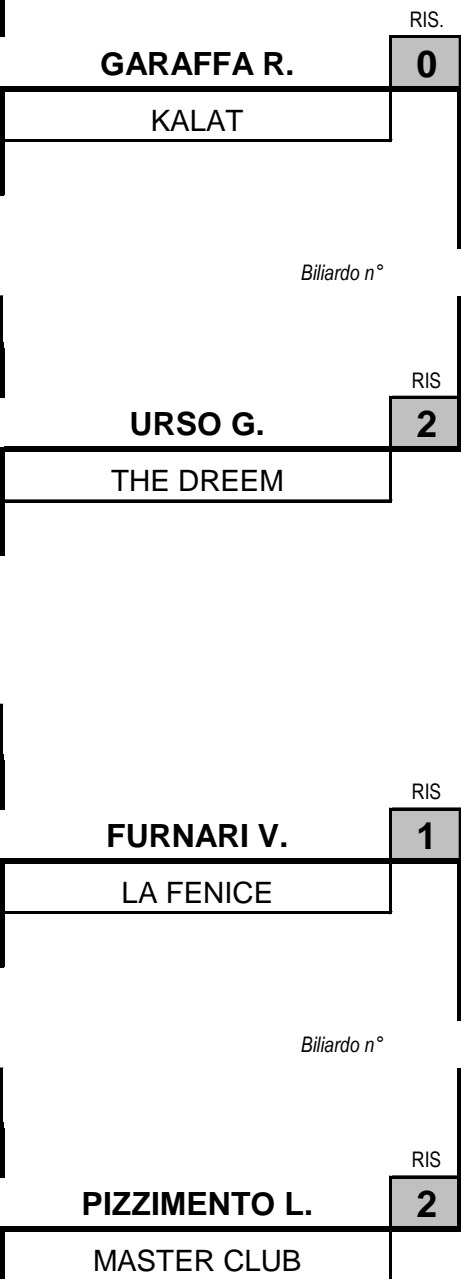 RIS.
GARAFFA R. 0
KALAT
Biliardo n°
RIS
URSO G. 2
THE DREEM
RIS
FURNARI V. 1
LA FENICE
Biliardo n°
RIS
PIZZIMENTO L. 2
MASTER CLUB